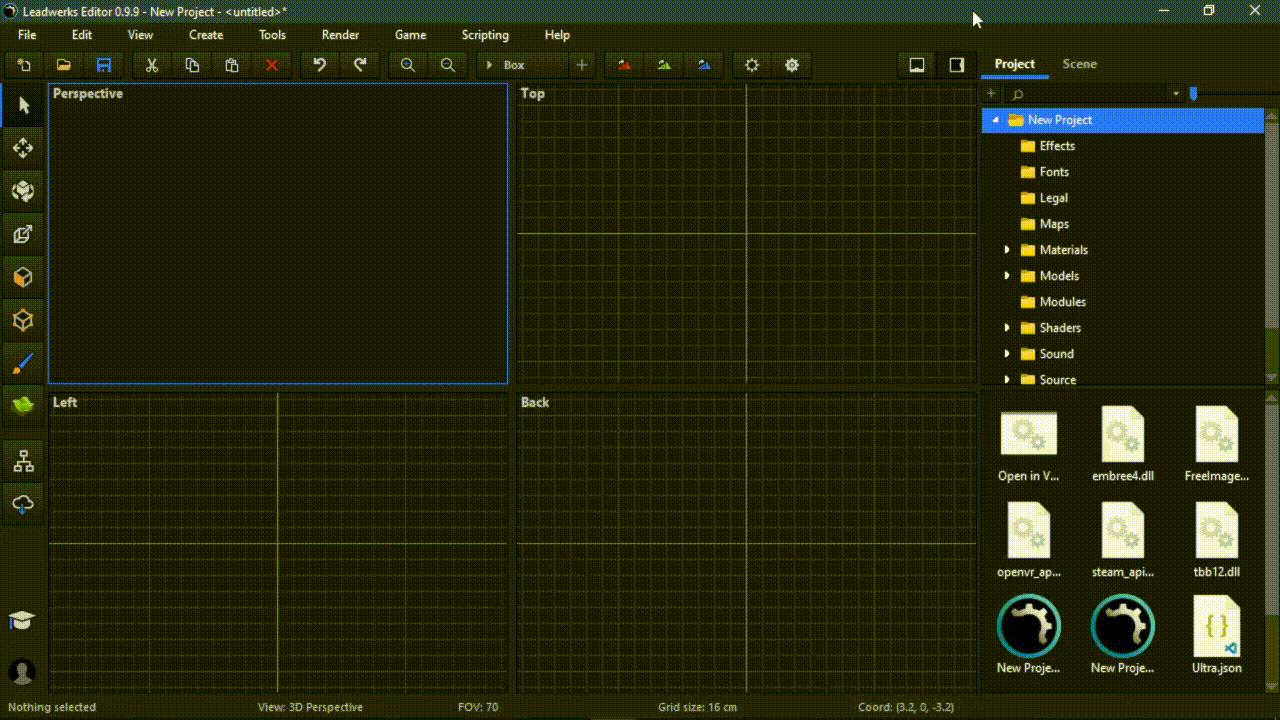 Leadwerks Editor 0.9.9 - New Project - <untitled>*
File Edit View Create Tools Render Game Scripting Help
Box
Project Scene
Perspective
Top
New Project
Effects
Fonts
Legal
Maps
Materials
Models
Modules
Shaders
Sound
Source
Left
Back
Open in V... embree4.dll FreeImage...
openvr_ap... steam_api... tbb12.dll
New Proje... New Proje... Ultra.json
Nothing selected View: 3D Perspective FOV: 70 Grid size: 16 cm Coord: (3.2, 0, -3.2)